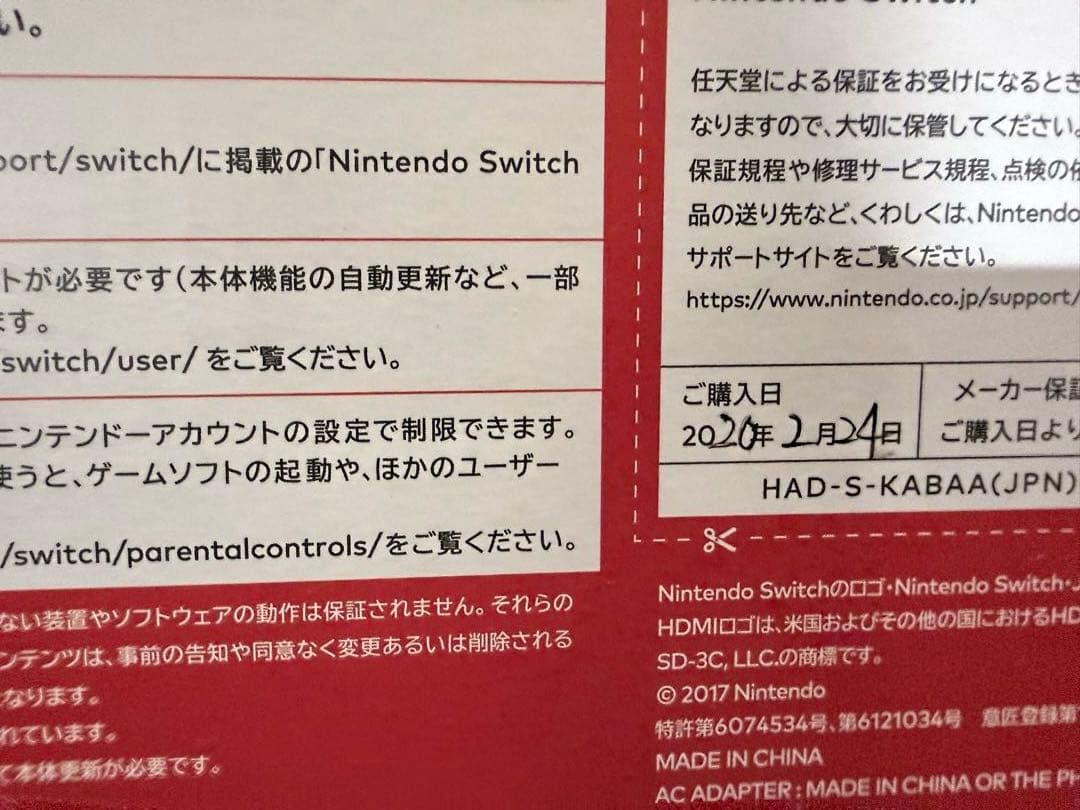 い。
port/switch/に掲載の「Nintendo Switch
トが必要です(本体機能の自動更新など、一部
ます。
switch/user/ をご覧ください。
ニンテンドーアカウントの設定で制限できます。
使うと、ゲームソフトの起動や、ほかのユーザー
/switch/parentalcontrols/をご覧ください。
ない装置やソフトウェアの動作は保証されません。それらの
ンテンツは、事前の告知や同意なく変更あるいは削除される
なります。
れています。
て本体更新が必要です。
Nintendo Switch
任天堂による保証をお受けになるとき
なりますので、大切に保管してください。
保証規程や修理サービス規程、点検の依
品の送り先など、くわしくは、Nintendo
サポートサイトをご覧ください。
https://www.nintendo.co.jp/support/
ご購入日
2020年 2月24日
メーカー保証
ご購入日より
HAD-S-KABAA(JPN)
Nintendo Switchのロゴ・Nintendo Switch・
HDMIロゴは、米国およびその他の国におけるHD
SD-3C, LLC.の商標です。
© 2017 Nintendo
特許第6074534号、第6121034号 意匠登録第
MADE IN CHINA
AC ADAPTER : MADE IN CHINA OR THE PH